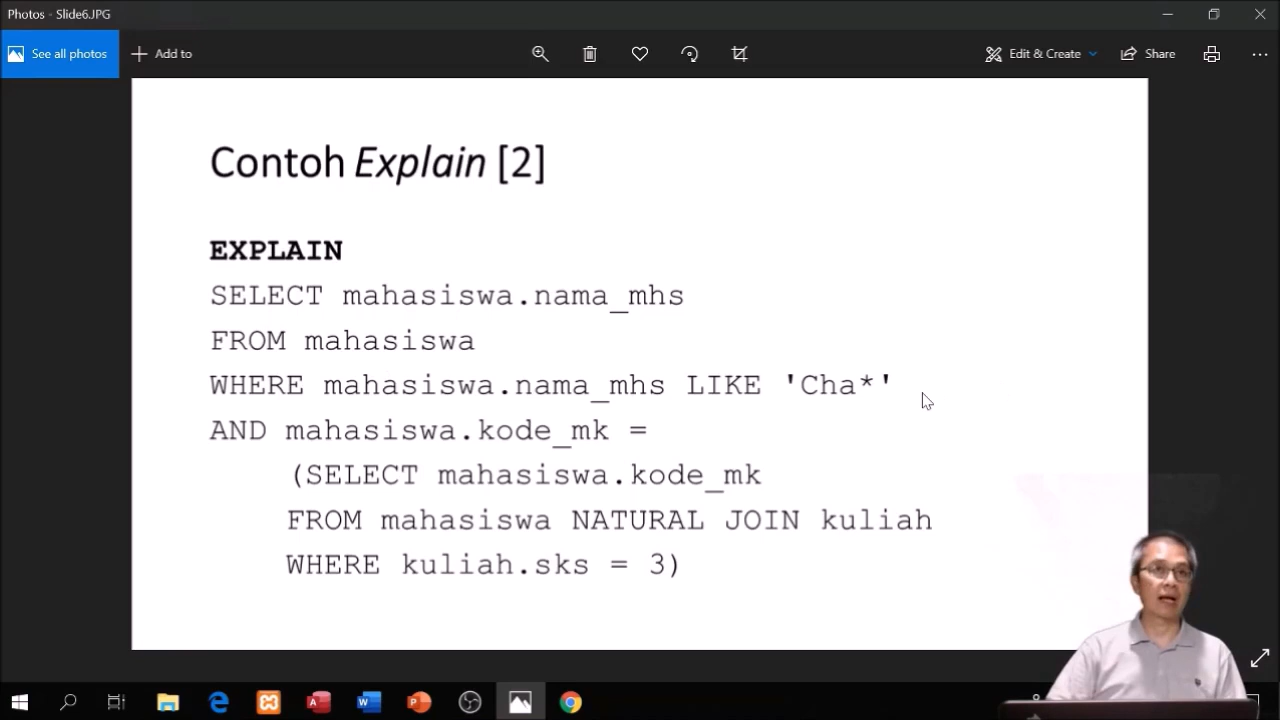 Photos - Slide6.JPG
See all photos
Add to
Edit & Create
Share
Contoh Explain [2]
EXPLAIN
SELECT mahasiswa.nama_mhs
FROM mahasiswa
WHERE mahasiswa.nama_mhs LIKE 'Cha*'
AND mahasiswa.kode_mk =
(SELECT mahasiswa.kode_mk
FROM mahasiswa NATURAL JOIN kuliah
WHERE kuliah.sks = 3)